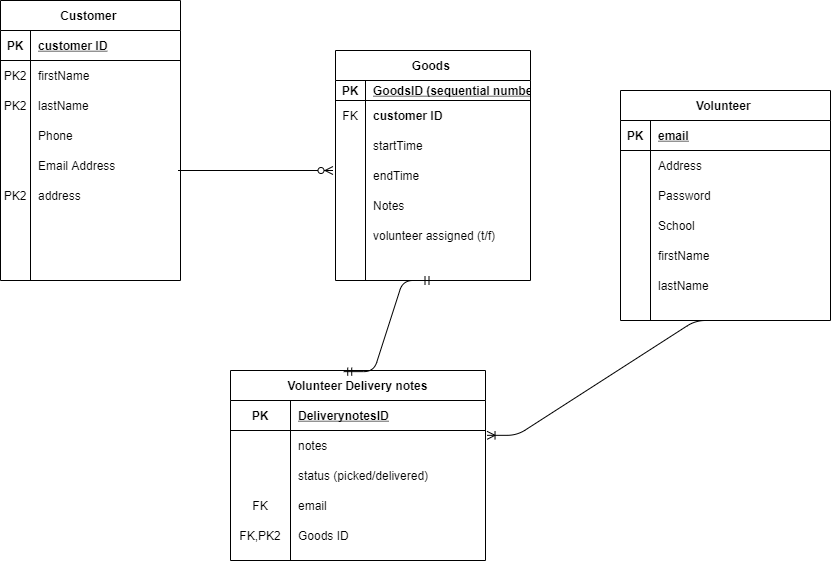 Customer
PK customer ID
PK2 firstName
PK2 lastName
Phone
Email Address
PK2 address
Goods
PK GoodsID (sequential numbe
FK customer ID
startTime
endTime
Notes
volunteer assigned (t/f)
Volunteer
PK email
Address
Password
School
firstName
lastName
Volunteer Delivery notes
PK DeliverynotesID
notes
status (picked/delivered)
FK email
FK,PK2 Goods ID